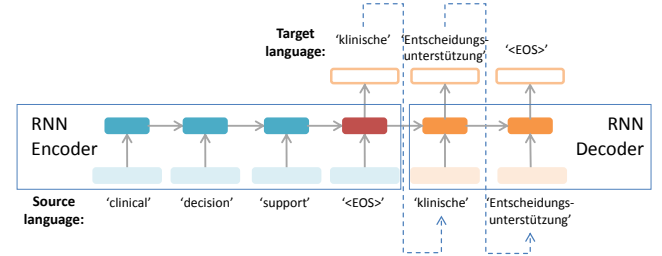 Target
language:
'klinische'
'Entscheidungs-
unterstützung'
'<EOS>'
RNN
Encoder
RNN
Decoder
Source
language:
'clinical'
'decision'
'support'
'<EOS>'
'klinische'
'Entscheidungs-
unterstützung'